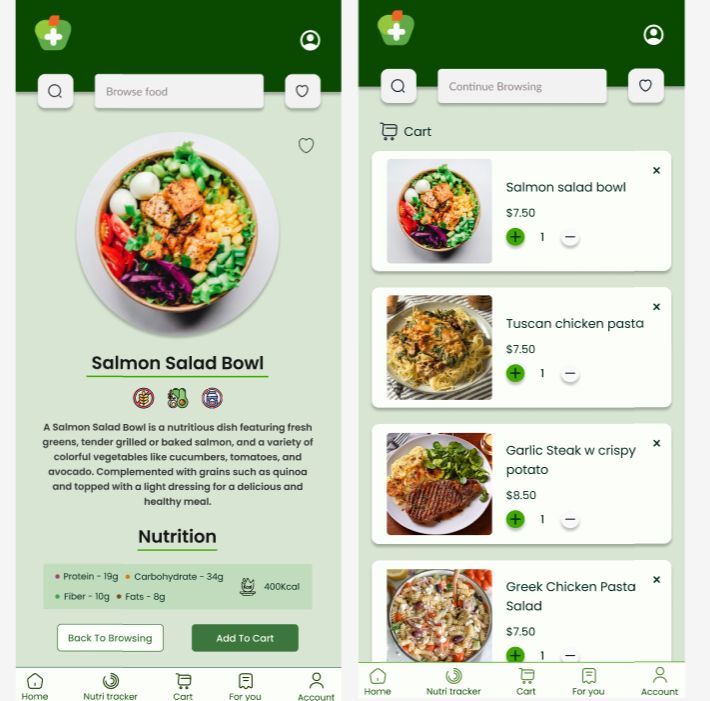 Browse food
Salmon Salad Bowl
A Salmon Salad Bowl is a nutritious dish featuring fresh
greens, tender grilled or baked salmon, and a variety of
colorful vegetables like cucumbers, tomatoes, and
avocado. Complemented with grains such as quinoa
and topped with a light dressing for a delicious and
healthy meal.
Nutrition
Protein - 19g Carbohydrate - 34g
Fiber - 10g Fats - 8g
400Kcal
Back To Browsing Add To Cart
Home Nutri tracker Cart For you Account
Continue Browsing
Cart
Salmon salad bowl
$7.50
1
Tuscan chicken pasta
$7.50
1
Garlic Steak w crispy
potato
$8.50
1
Greek Chicken Pasta
Salad
$7.50
1
Home Nutri tracker Cart For you Account